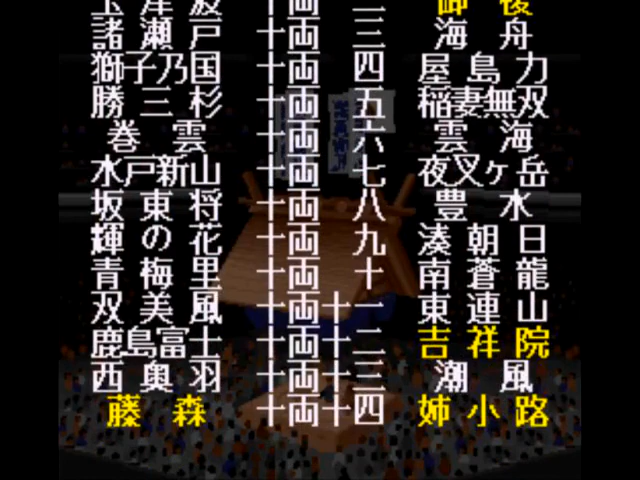 諸瀬戸 十両三 海舟
獅子乃国 十両四 屋島力
勝三杉 十両五 稲妻無双
巻雲 十両六 雲海
水戸新山 十両七 夜叉ヶ岳
坂東将 十両八 豊水
輝の花 十両九 湊朝日
青梅里 十両十 南蒼龍
双美風 十両十一 東連山
鹿島富士 十両十二 吉祥院
西奥羽 十両十三 潮風
藤森 十両十四 姉小路